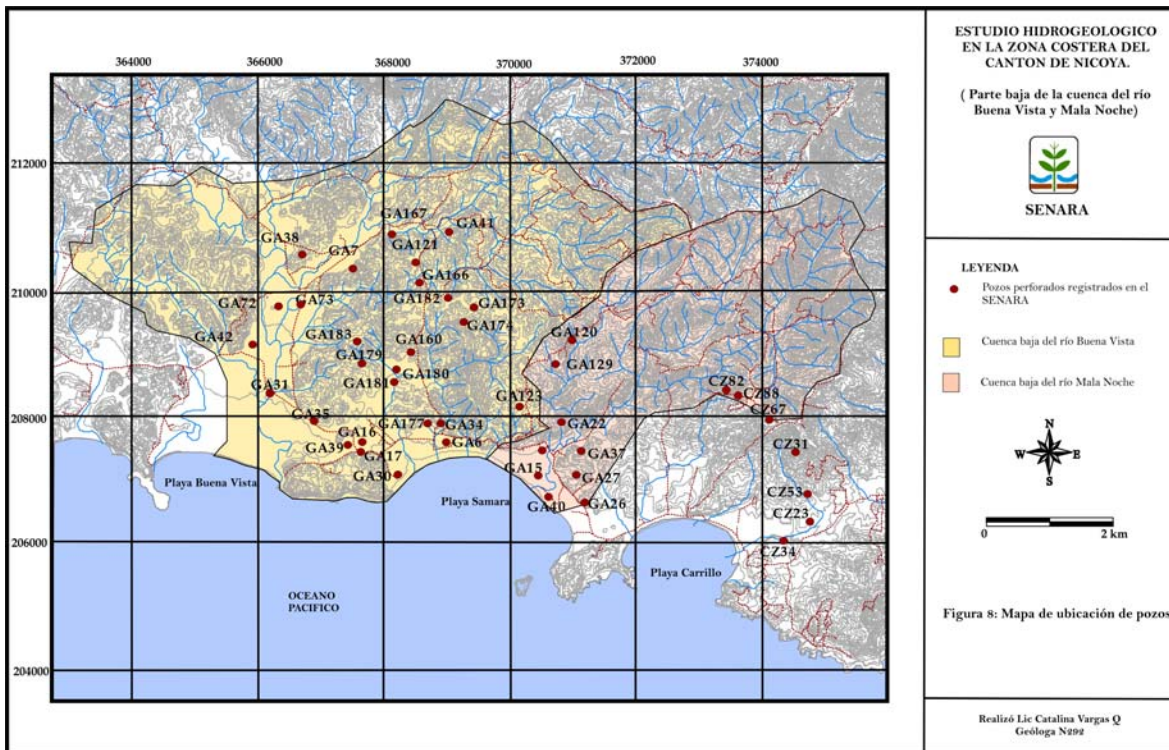 364000 366000 368000 370000 372000 374000
212000
210000
208000
206000
204000
GA167
GA41
GA38
GA7
GA121
GA166
GA72
GA73
GA182
GA173
GA174
GA42
GA183
GA160
GA120
GA179
GA129
GA180
GA181
GA31
GA123
CZ82
CZ88
CZ67
GA35
GA16
GA177
GA34
GA22
GA39
GA17
GA6
GA37
CZ31
GA30
GA15
GA27
GA40
GA26
CZ53
CZ23
CZ34
Playa Buena Vista
Playa Samara
Playa Carrillo
OCEANO
PACIFICO
ESTUDIO HIDROGEOLOGICO
EN LA ZONA COSTERA DEL
CANTON DE NICOYA.
( Parte baja de la cuenca del río
Buena Vista y Mala Noche)
SENARA
LEYENDA
Pozos perforados registrados en el
SENARA
Cuenca baja del río Buena Vista
Cuenca baja del río Mala Noche
N
W E
S
0 2 km
Figura 8: Mapa de ubicación de pozos
Realizó Lic Catalina Vargas Q
Geóloga N292